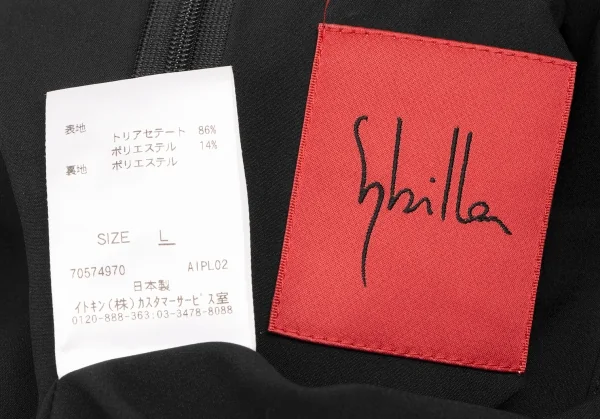 表地
トリアセテート 86%
ポリエステル 14%
裏地 ポリエステル
SIZE L
70574970 AIPL02
日本製
イトキン(株)カスタマーサービス室
0120-888-363:03-3478-8088
Sybilla